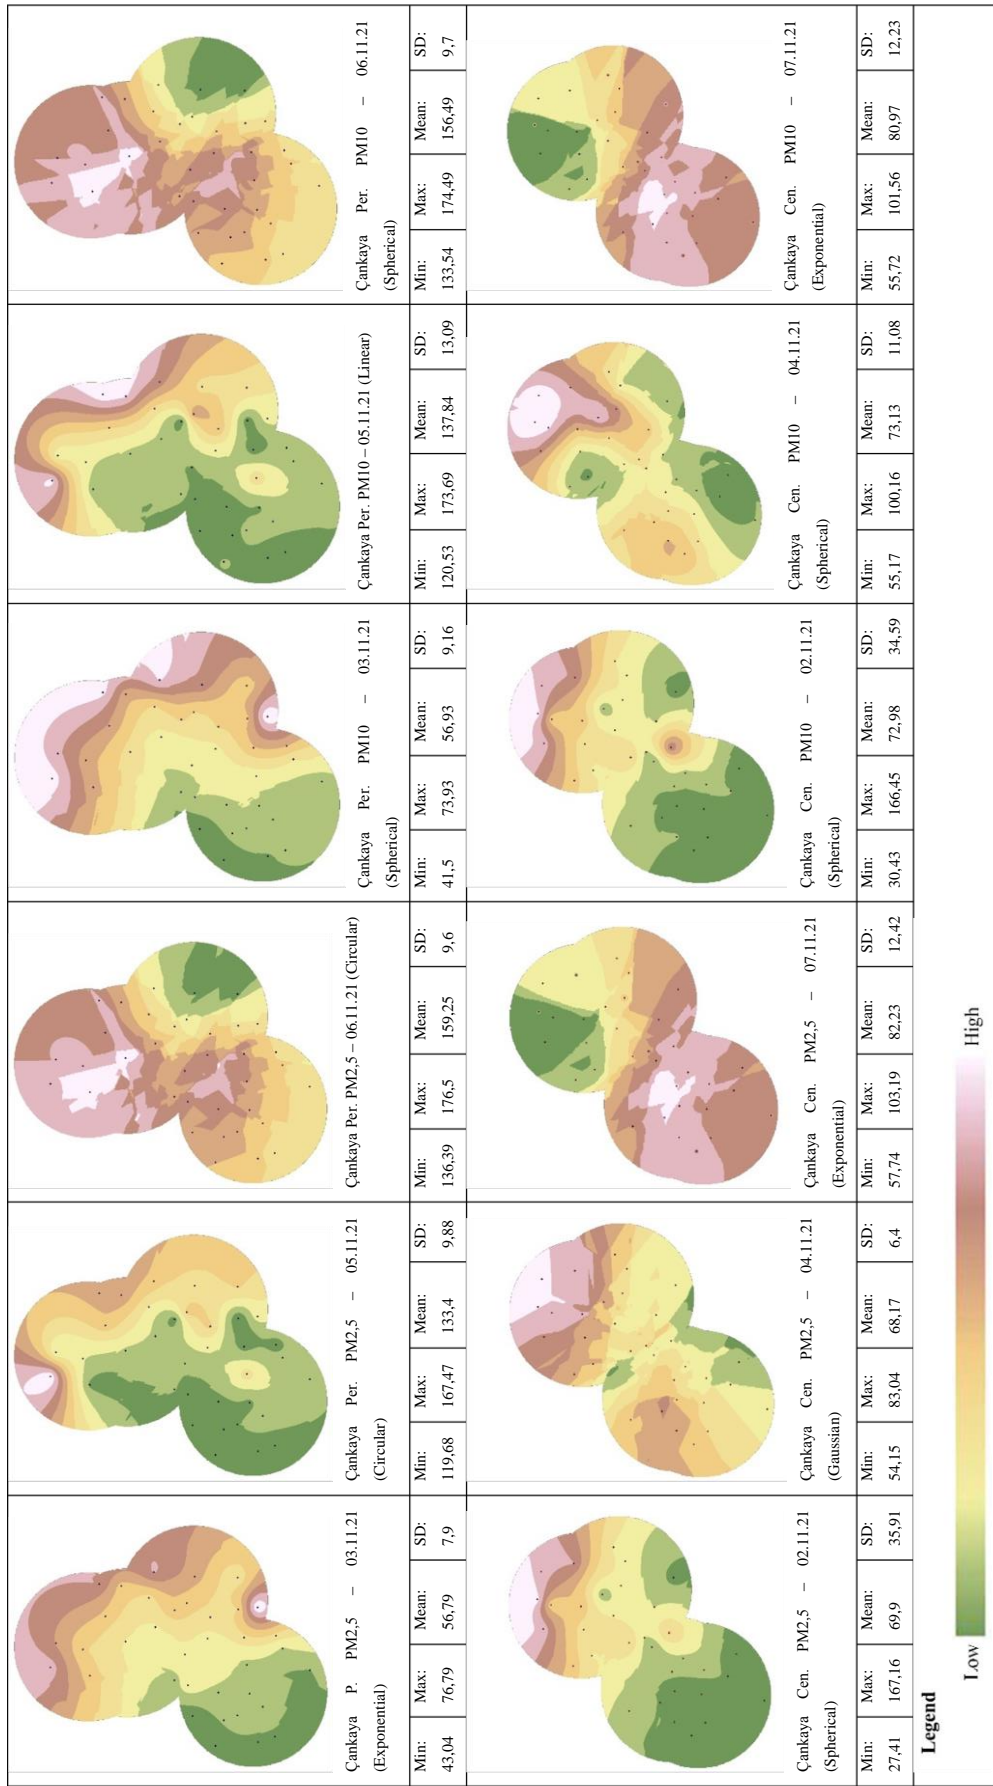 Çankaya P. PM2,5 – 03.11.21
(Exponential)
Min: Max: Mean: SD:
43,04 76,79 56,79 7,9
Çankaya Per. PM2,5 – 05.11.21
(Circular)
Min: Max: Mean: SD:
119,68 167,47 133,4 9,88
Çankaya Per. PM2,5 – 06.11.21 (Circular)
Min: Max: Mean: SD:
136,39 176,5 159,25 9,6
Çankaya Per. PM10 – 03.11.21
(Spherical)
Min: Max: Mean: SD:
41,5 73,93 56,93 9,16
Çankaya Per. PM10 – 05.11.21 (Linear)
Min: Max: Mean: SD:
120,53 173,69 137,84 13,09
Çankaya Per. PM10 – 06.11.21
(Spherical)
Min: Max: Mean: SD:
133,54 174,49 156,49 9,7
Çankaya Cen. PM2,5 – 02.11.21
(Spherical)
Min: Max: Mean: SD:
27,41 167,16 69,9 35,91
Çankaya Cen. PM2,5 – 04.11.21
(Gaussian)
Min: Max: Mean: SD:
54,15 83,04 68,17 6,4
Çankaya Cen. PM2,5 – 07.11.21
(Exponential)
Min: Max: Mean: SD:
57,74 103,19 82,23 12,42
Çankaya Cen. PM10 – 02.11.21
(Spherical)
Min: Max: Mean: SD:
30,43 166,45 72,98 34,59
Çankaya Cen. PM10 – 04.11.21
(Spherical)
Min: Max: Mean: SD:
55,17 100,16 73,13 11,08
Çankaya Cen. PM10 – 07.11.21
(Exponential)
Min: Max: Mean: SD:
55,72 101,56 80,97 12,23
Legend
Low High